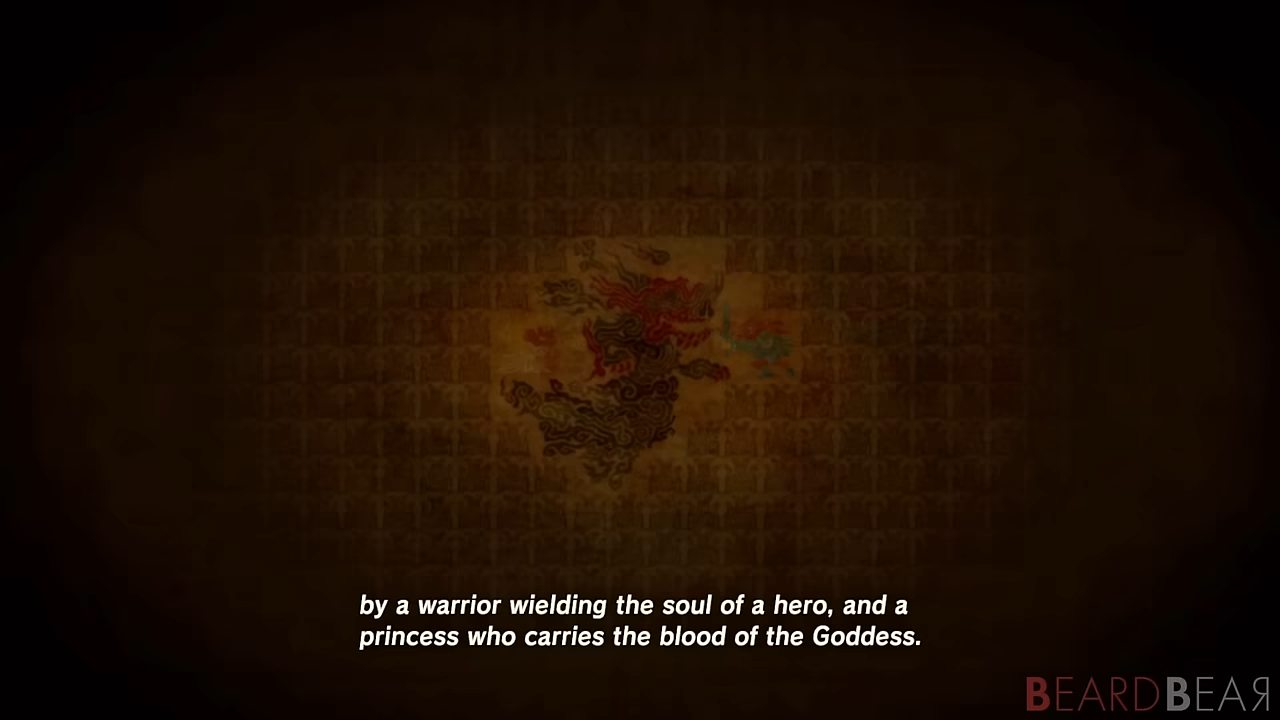 by a warrior wielding the soul of a hero, and a
princess who carries the blood of the Goddess.
BEARDBEAR